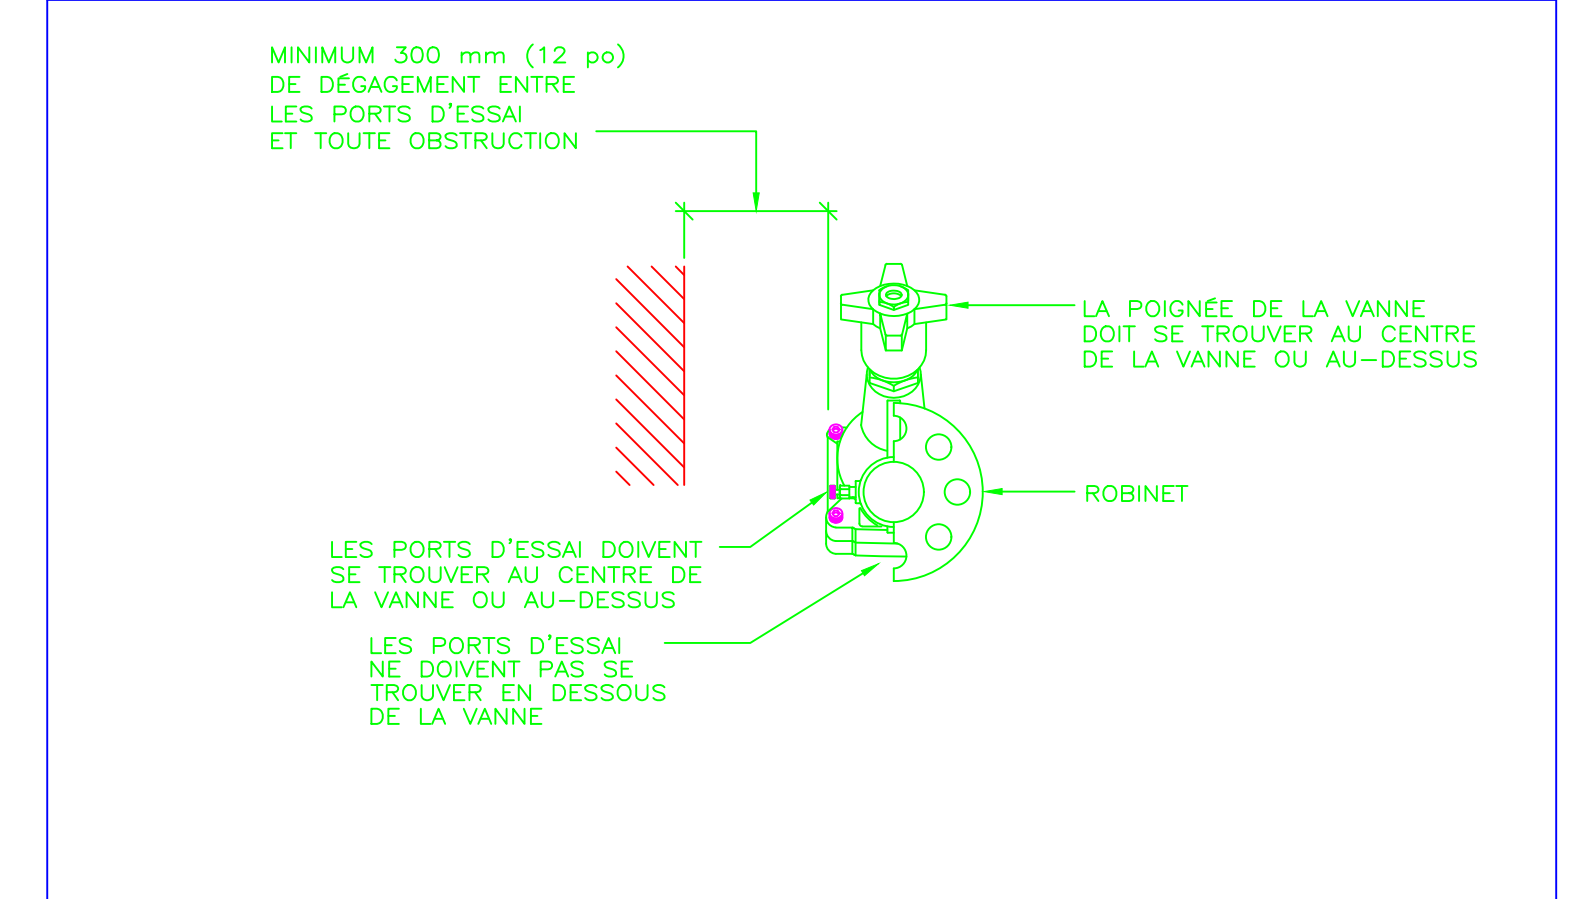 MINIMUM 300 mm (12 po)
DE DÉGAGEMENT ENTRE
LES PORTS D'ESSAI
ET TOUTE OBSTRUCTION
LA POIGNÉE DE LA VANNE
DOIT SE TROUVER AU CENTRE
DE LA VANNE OU AU-DESSUS
ROBINET
LES PORTS D'ESSAI DOIVENT
SE TROUVER AU CENTRE DE
LA VANNE OU AU-DESSUS
LES PORTS D'ESSAI
NE DOIVENT PAS SE
TROUVER EN DESSOUS
DE LA VANNE